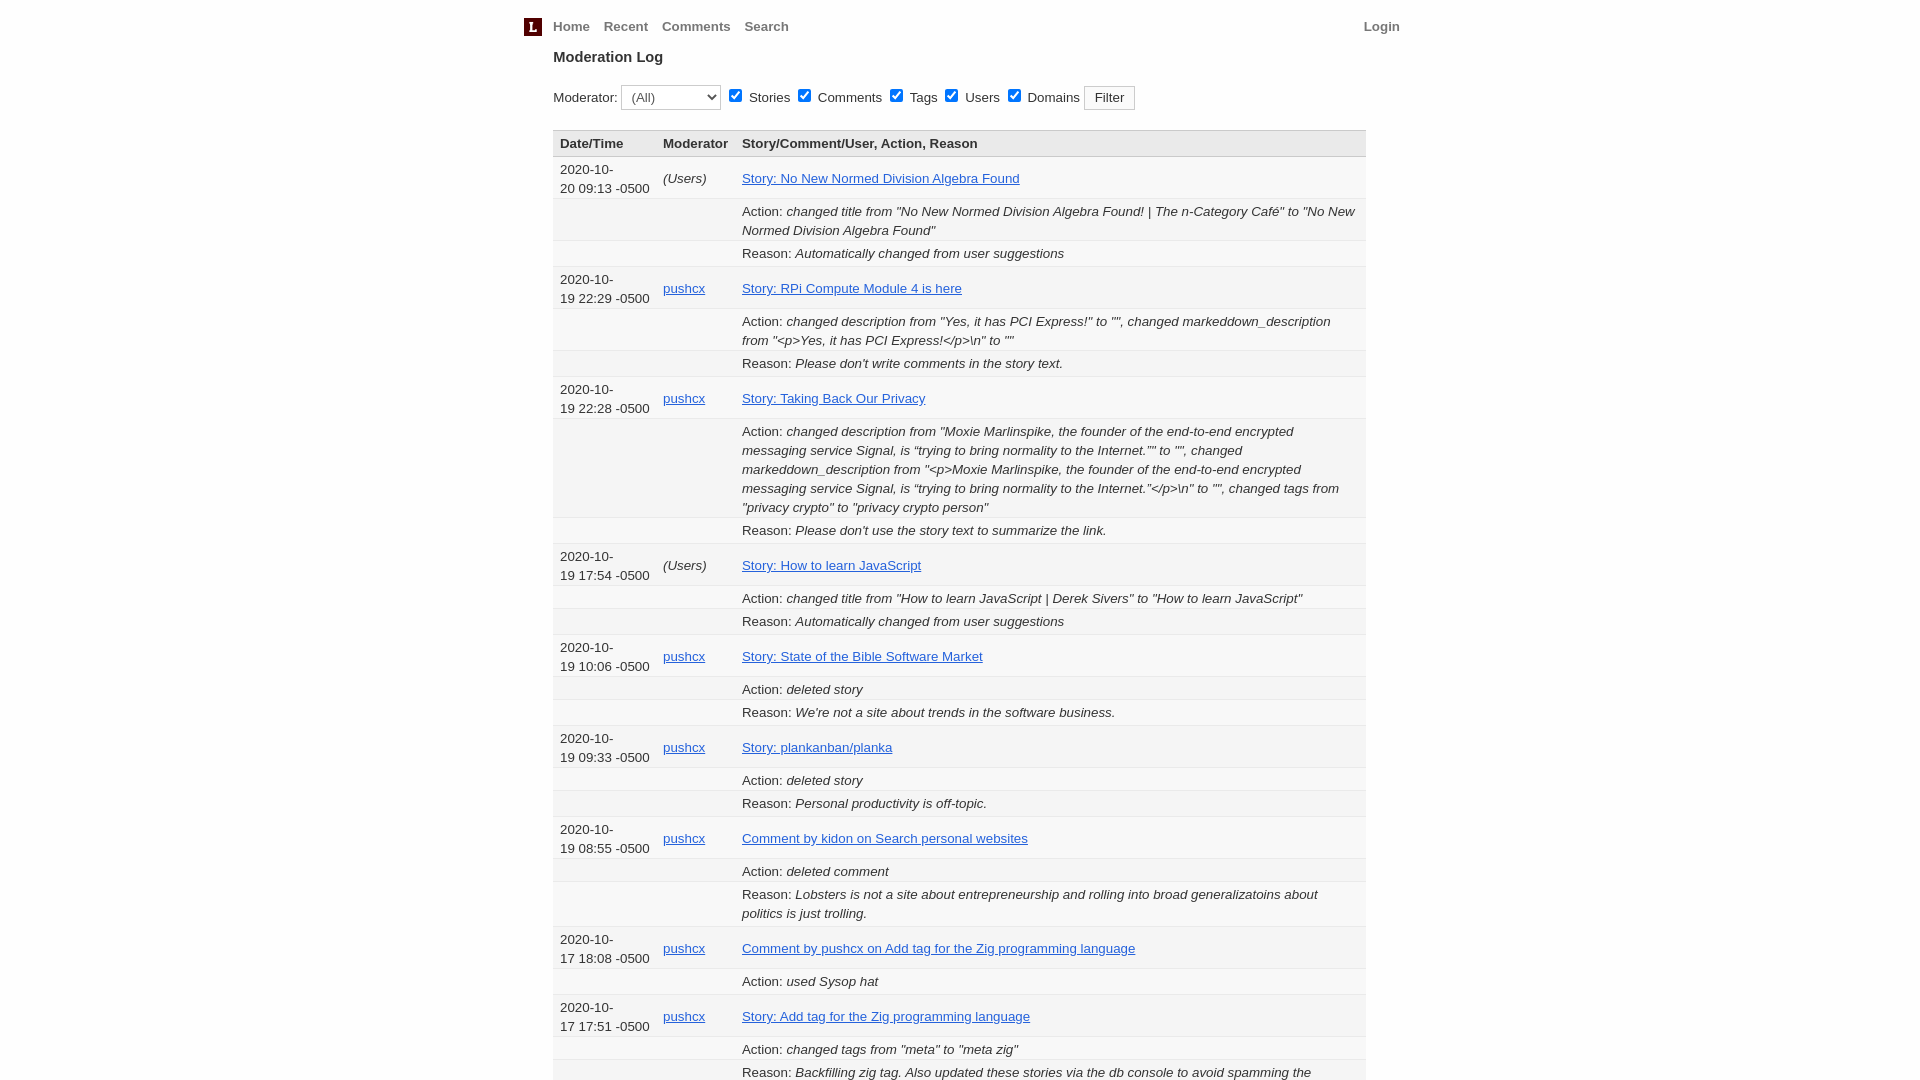 L Home Recent Comments Search Login
Moderation Log
Moderator: (All) Stories Comments Tags Users Domains Filter
Date/Time Moderator Story/Comment/User, Action, Reason
2020-10-
20 09:13 -0500 (Users) Story: No New Normed Division Algebra Found
Action: changed title from "No New Normed Division Algebra Found! | The n-Category Café" to "No New
Normed Division Algebra Found"
Reason: Automatically changed from user suggestions
2020-10-
19 22:29 -0500 pushcx Story: RPi Compute Module 4 is here
Action: changed description from "Yes, it has PCI Express!" to "", changed markeddown_description
from "<p>Yes, it has PCI Express!</p>\n" to ""
Reason: Please don't write comments in the story text.
2020-10-
19 22:28 -0500 pushcx Story: Taking Back Our Privacy
Action: changed description from "Moxie Marlinspike, the founder of the end-to-end encrypted
messaging service Signal, is “trying to bring normality to the Internet.”" to "", changed
markeddown_description from "<p>Moxie Marlinspike, the founder of the end-to-end encrypted
messaging service Signal, is “trying to bring normality to the Internet.”</p>\n" to "", changed tags from
"privacy crypto" to "privacy crypto person"
Reason: Please don't use the story text to summarize the link.
2020-10-
19 17:54 -0500 (Users) Story: How to learn JavaScript
Action: changed title from "How to learn JavaScript | Derek Sivers" to "How to learn JavaScript"
Reason: Automatically changed from user suggestions
2020-10-
19 10:06 -0500 pushcx Story: State of the Bible Software Market
Action: deleted story
Reason: We're not a site about trends in the software business.
2020-10-
19 09:33 -0500 pushcx Story: plankanban/planka
Action: deleted story
Reason: Personal productivity is off-topic.
2020-10-
19 08:55 -0500 pushcx Comment by kidon on Search personal websites
Action: deleted comment
Reason: Lobsters is not a site about entrepreneurship and rolling into broad generalizatoins about
politics is just trolling.
2020-10-
17 18:08 -0500 pushcx Comment by pushcx on Add tag for the Zig programming language
Action: used Sysop hat
2020-10-
17 17:51 -0500 pushcx Story: Add tag for the Zig programming language
Action: changed tags from "meta" to "meta zig"
Reason: Backfilling zig tag. Also updated these stories via the db console to avoid spamming the